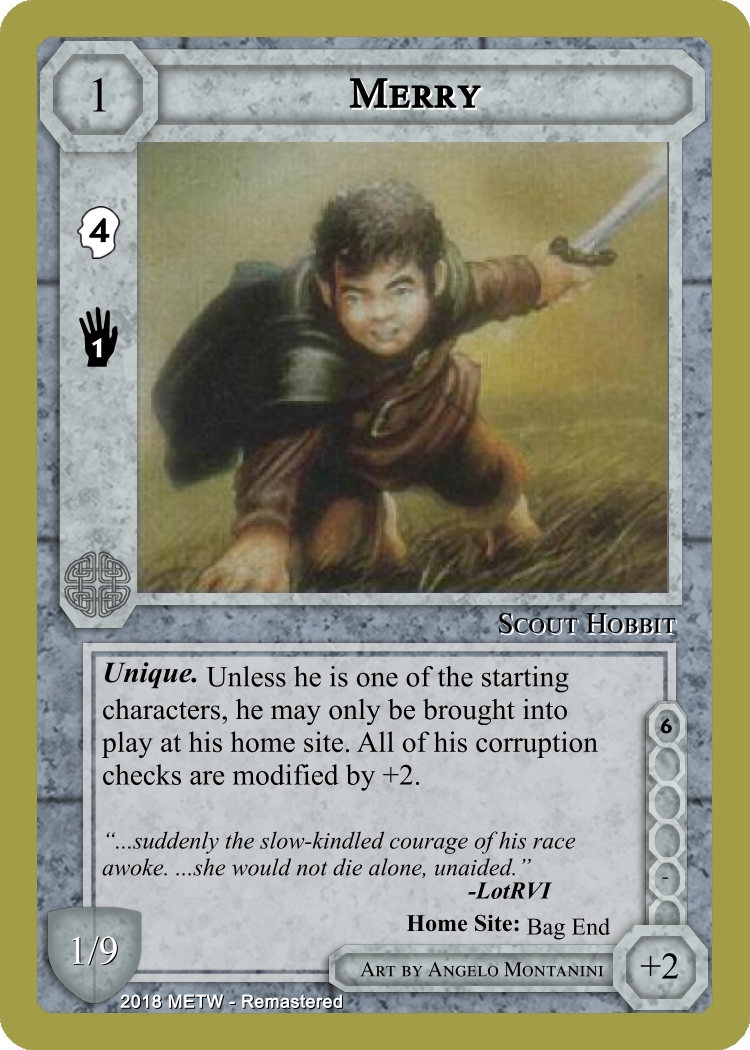 1
Merry
4
1
Scout Hobbit
Unique. Unless he is one of the starting
characters, he may only be brought into
play at his home site. All of his corruption
checks are modified by +2.
6
“...suddenly the slow-kindled courage of his race
awoke. ...she would not die alone, unaided.”
-
-LotRVI
Home Site: Bag End
1/9
Art by Angelo Montanini
+2
2018 METW - Remastered